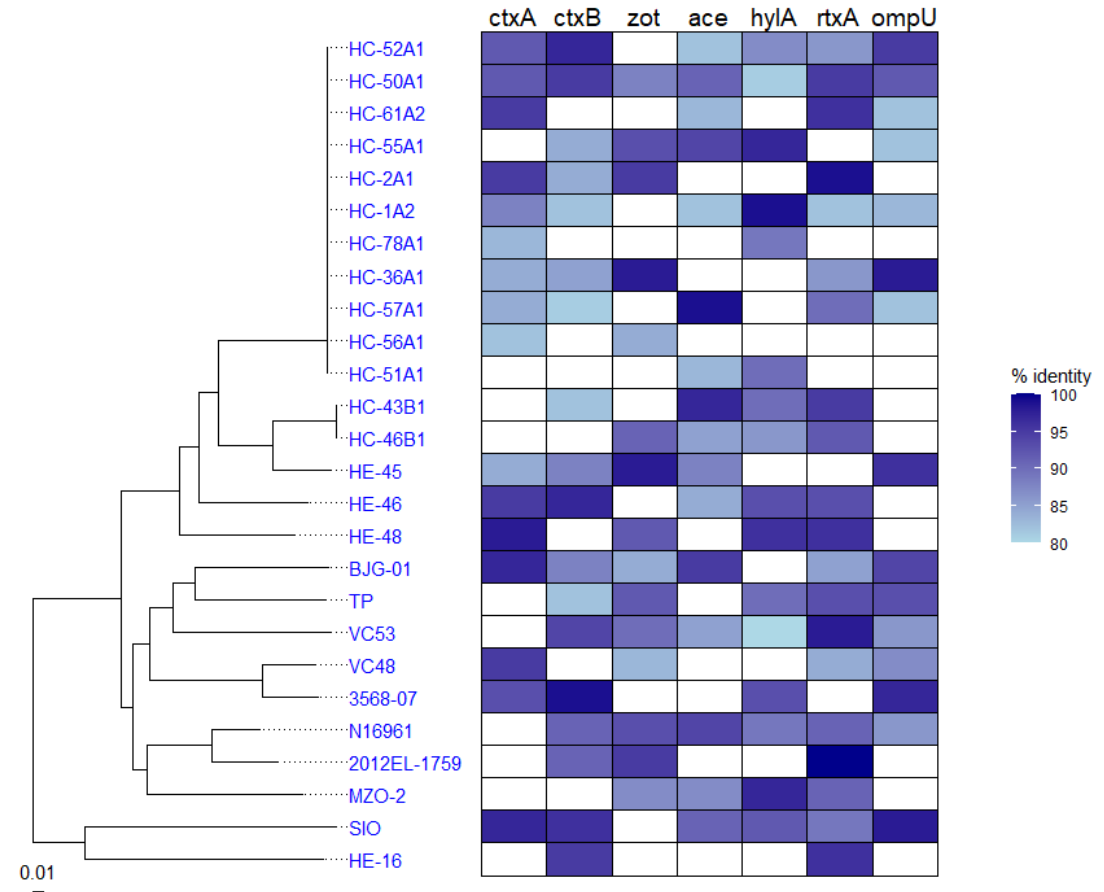 ctxA ctxB zot ace hylA rtxA ompU
HC-52A1
HC-50A1
HC-61A2
HC-55A1
HC-2A1
HC-1A2
HC-78A1
HC-36A1
HC-57A1
HC-56A1
HC-51A1
HC-43B1
HC-46B1
HE-45
HE-46
HE-48
BJG-01
TP
VC53
VC48
3568-07
N16961
2012EL-1759
MZO-2
SIO
HE-16
0.01
% identity
100
95
90
85
80